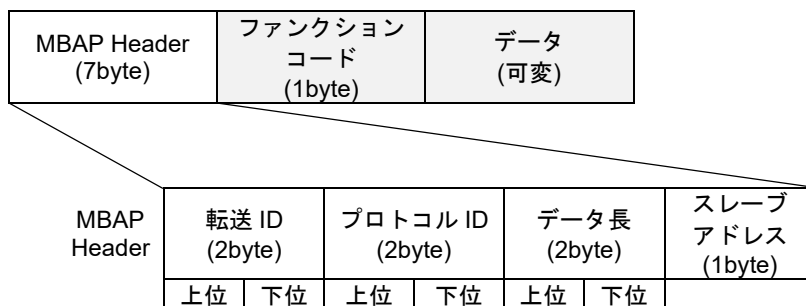 MBAP Header
(7byte)
ファンクション
コード
(1byte)
データ
(可変)
MBAP
Header
転送 ID
(2byte)
プロトコル ID
(2byte)
データ長
(2byte)
スレーブ
アドレス
(1byte)
上位 下位 上位 下位 上位 下位